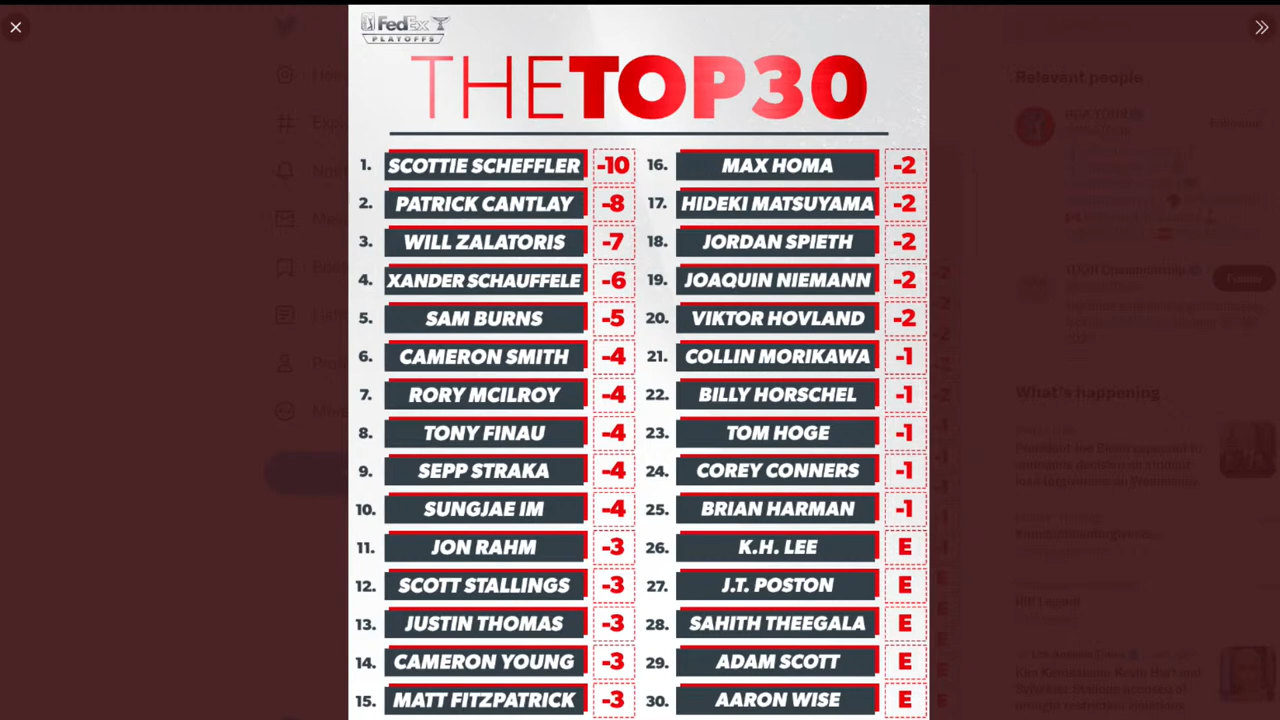 FedEx
PLAYOFFS
THE TOP 30
1. SCOTTIE SCHEFFLER -10
2. PATRICK CANTLAY -8
3. WILL ZALATORIS -7
4. XANDER SCHAUFFELE -6
5. SAM BURNS -5
6. CAMERON SMITH -4
7. RORY MCILROY -4
8. TONY FINAU -4
9. SEPP STRAKA -4
10. SUNGJAE IM -4
11. JON RAHM -3
12. SCOTT STALLINGS -3
13. JUSTIN THOMAS -3
14. CAMERON YOUNG -3
15. MATT FITZPATRICK -3
16. MAX HOMA -2
17. HIDEKI MATSUYAMA -2
18. JORDAN SPIETH -2
19. JOAQUIN NIEMANN -2
20. VIKTOR HOVLAND -2
21. COLLIN MORIKAWA -1
22. BILLY HORSCHEL -1
23. TOM HOGE -1
24. COREY CONNERS -1
25. BRIAN HARMAN -1
26. K.H. LEE E
27. J.T. POSTON E
28. SAHITH THEEGALA E
29. ADAM SCOTT E
30. AARON WISE E
Relevant people
What's happening